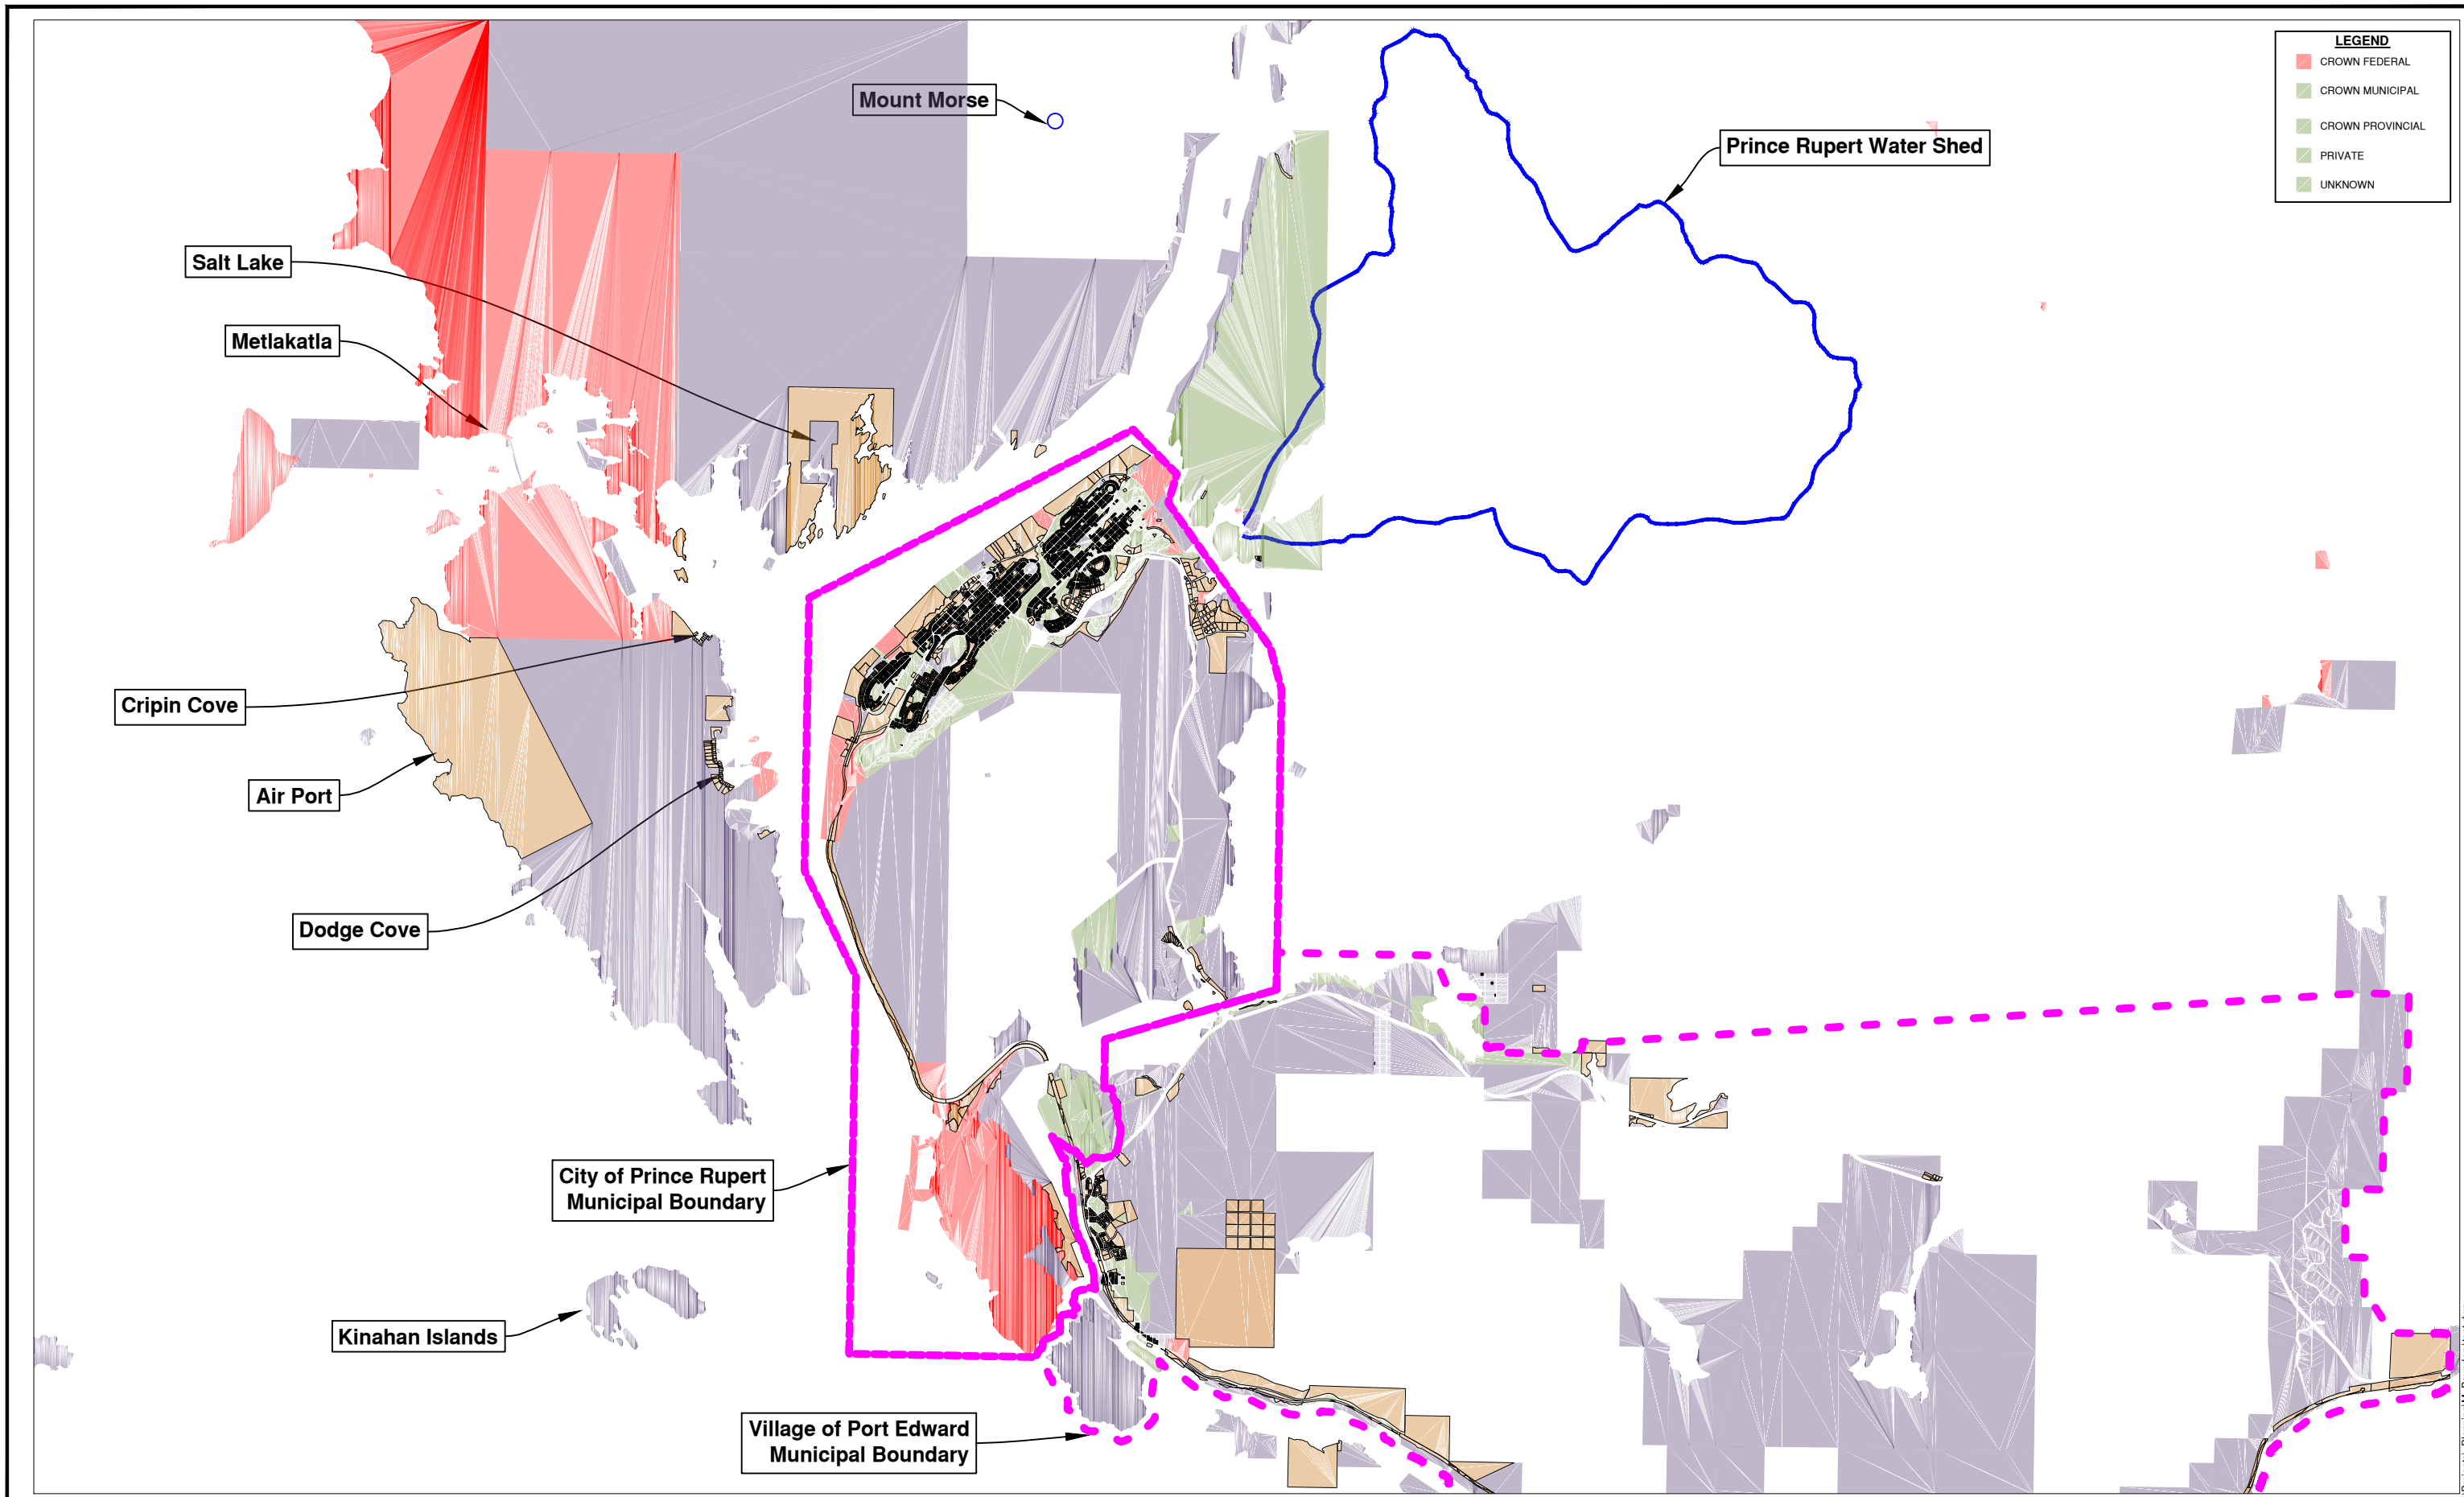 LEGEND
CROWN FEDERAL
CROWN MUNICIPAL
CROWN PROVINCIAL
PRIVATE
UNKNOWN
Mount Morse
Prince Rupert Water Shed
Salt Lake
Metlakatla
Cripin Cove
Air Port
Dodge Cove
City of Prince Rupert
Municipal Boundary
Kinahan Islands
Village of Port Edward
Municipal Boundary